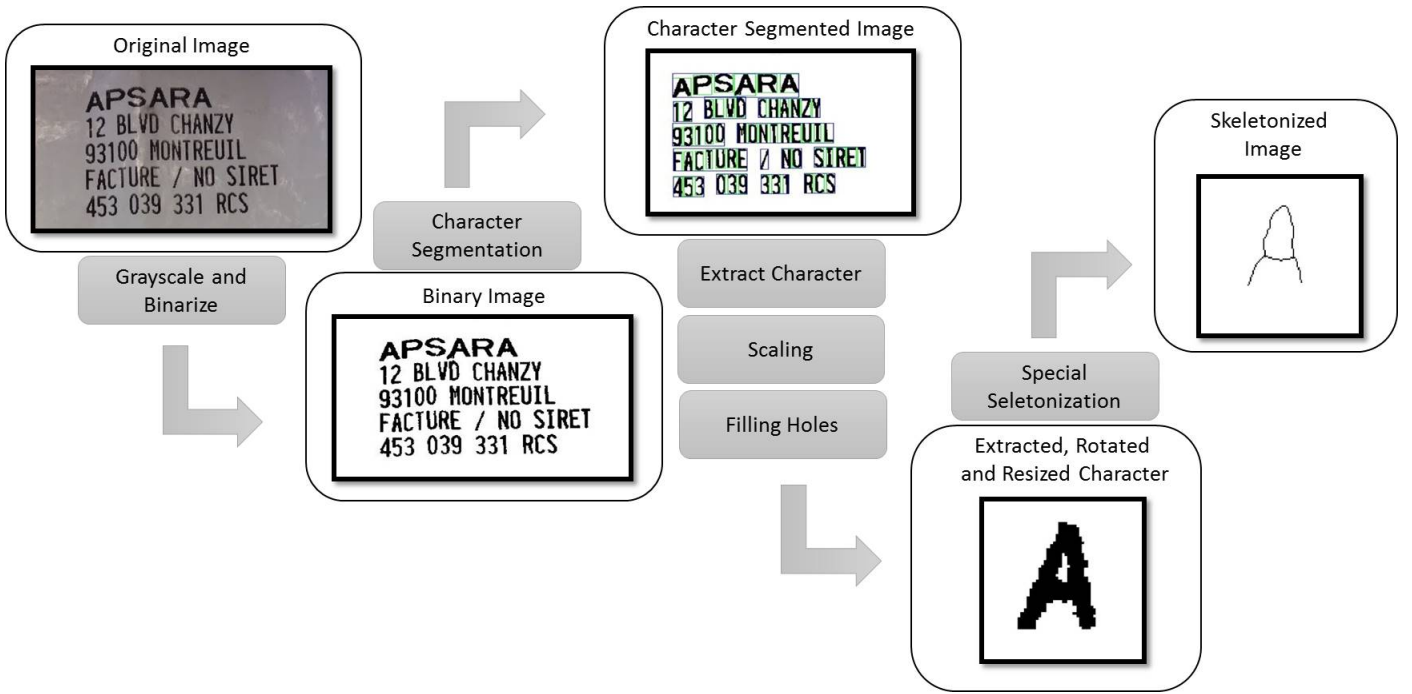 Original Image
APSARA
12 BLVD CHANZY
93100 MONTREUIL
FACTURE / NO SIRET
453 039 331 RCS
Grayscale and
Binarize
Character
Segmentation
Binary Image
APSARA
12 BLVD CHANZY
93100 MONTREUIL
FACTURE / NO SIRET
453 039 331 RCS
Character Segmented Image
APSARA
12 BLVD CHANZY
93100 MONTREUIL
FACTURE / NO SIRET
453 039 331 RCS
Extract Character
Scaling
Filling Holes
Special
Seletonization
Extracted, Rotated
and Resized Character
A
Skeletonized
Image
A